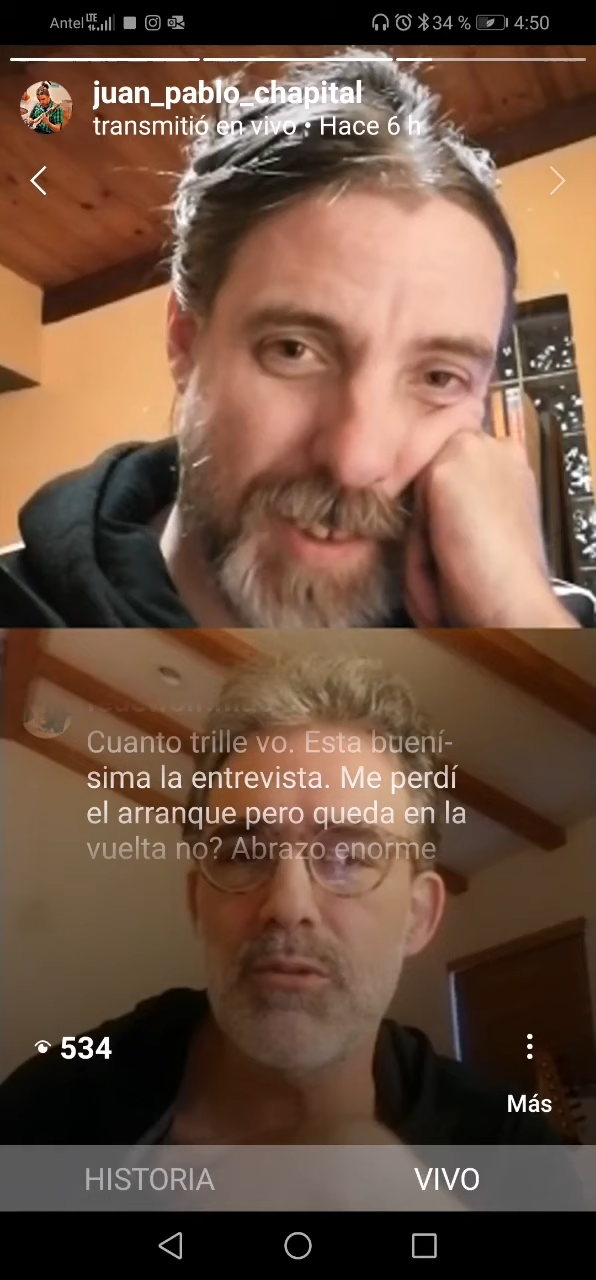 Antel LTE 34 % 4:50
juan_pablo_chapital
transmitió en vivo • Hace 6 h
Cuanto trille vo. Esta buení-
sima la entrevista. Me perdí
el arranque pero queda en la
vuelta no? Abrazo enorme
534
Más
HISTORIA VIVO